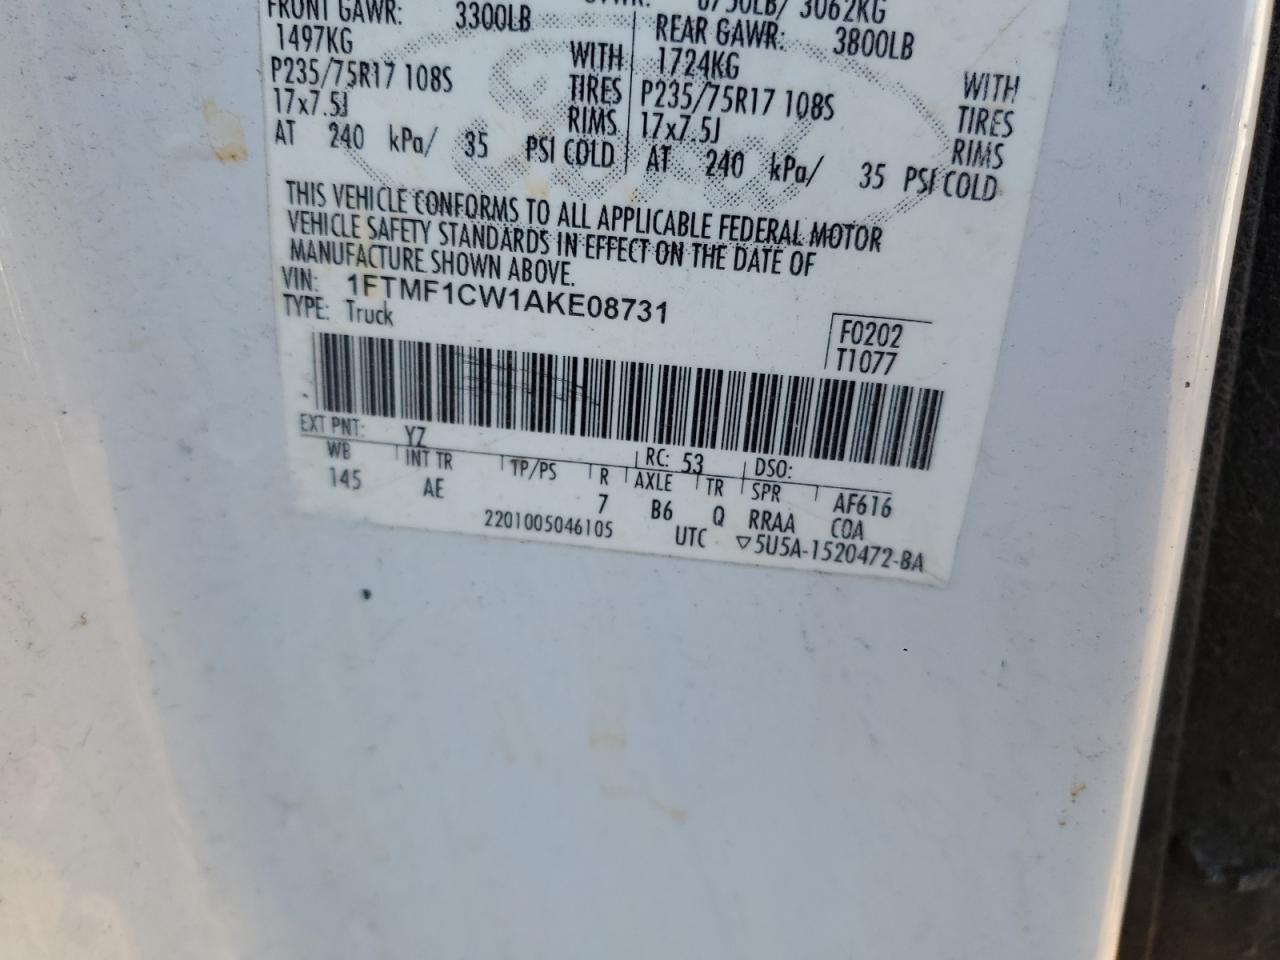 FRONT GAWR: 3300LB
1497KG WITH
P235/75R17 108S TIRES
17x7.5J RIMS
AT 240 kPa/ 35 PSI COLD
3062KG
REAR GAWR: 3800LB
1724KG WITH
P235/75R17 108S TIRES
17x7.5J RIMS
AT 240 kPa/ 35 PSI COLD
THIS VEHICLE CONFORMS TO ALL APPLICABLE FEDERAL MOTOR
VEHICLE SAFETY STANDARDS IN EFFECT ON THE DATE OF
MANUFACTURE SHOWN ABOVE.
VIN: 1FTMF1CW1AKE08731
TYPE: Truck
F0202
T1077
EXT PNT: YZ RC: 53 DSO:
WB INT TR TP/PS R AXLE TR SPR AF616
145 AE 7 B6 Q RRAA COA
2201005046105 UTC ▽5U5A-1520472-BA